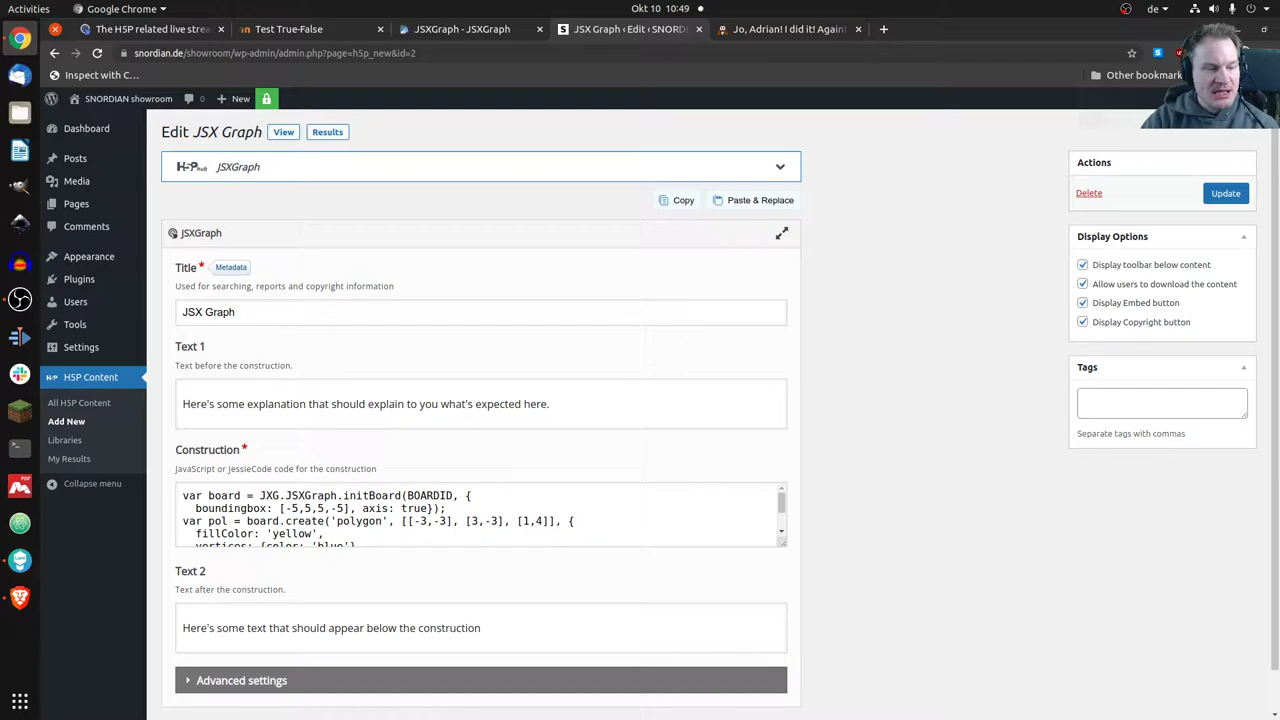 Activities
Google Chrome
Okt 10 10:49
de
The H5P related live strea
Test True-False
JSXGraph - JSXGraph
JSX Graph ‹ Edit ‹ SNORD
Jo, Adrian! I did it! Again!
snordian.de/showroom/wp-admin/admin.php?page=h5p_new&id=2
Inspect with C…
Other bookmark
SNORDIAN showroom
0
New
Dashboard
Posts
Media
Pages
Comments
Appearance
Plugins
Users
Tools
Settings
H5P Content
All H5P Content
Add New
Libraries
My Results
Collapse menu
Edit JSX Graph
View
Results
H5P hub JSXGraph
Copy
Paste & Replace
JSXGraph
Title*
Metadata
Used for searching, reports and copyright information
JSX Graph
Text 1
Text before the construction.
Here's some explanation that should explain to you what's expected here.
Construction *
JavaScript or JessieCode code for the construction
var board = JXG.JSXGraph.initBoard(BOARDID, {
boundingbox: [-5,5,5,-5], axis: true});
var pol = board.create('polygon', [[-3,-3], [3,-3], [1,4]], {
fillColor: 'yellow',
vertices: {color: 'blue'}
Text 2
Text after the construction.
Here's some text that should appear below the construction
Advanced settings
Actions
Delete
Update
Display Options
Display toolbar below content
Allow users to download the content
Display Embed button
Display Copyright button
Tags
Separate tags with commas
PDF